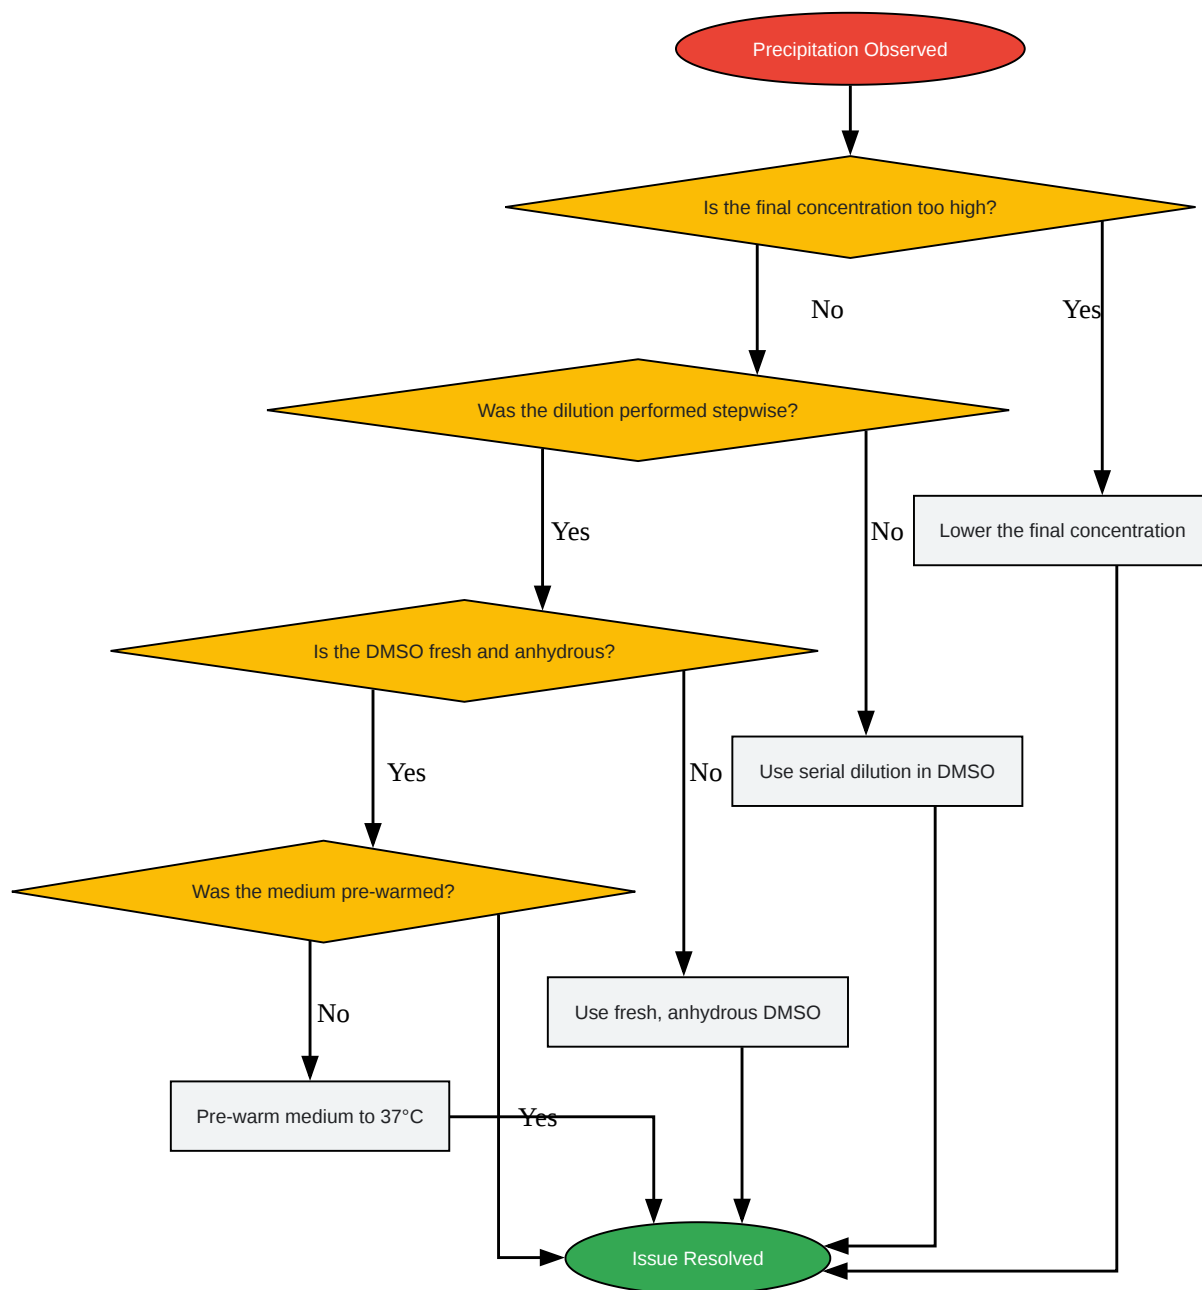 Precipitation Observed
Is the final concentration too high?
No
Yes
Was the dilution performed stepwise?
Yes
No
Lower the final concentration
Is the DMSO fresh and anhydrous?
Yes
No
Use serial dilution in DMSO
Was the medium pre-warmed?
No
Use fresh, anhydrous DMSO
Pre-warm medium to 37°C
Yes
Issue Resolved